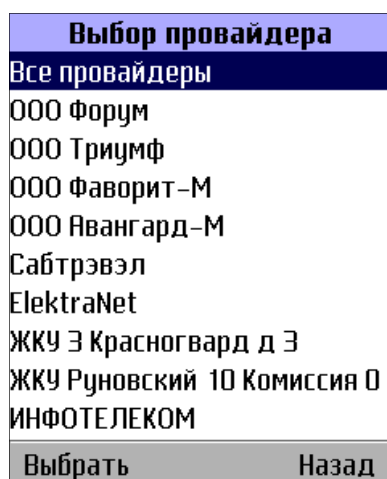 Выбор провайдера
Все провайдеры
ООО Форум
ООО Триумф
ООО Фаворит-М
ООО Авангард-М
Сабтрэвэл
ElektraNet
ЖКУ 3 Красногвард д 3
ЖКУ Руновский 10 Комиссия 0
ИНФОТЕЛЕКОМ
Выбрать Назад